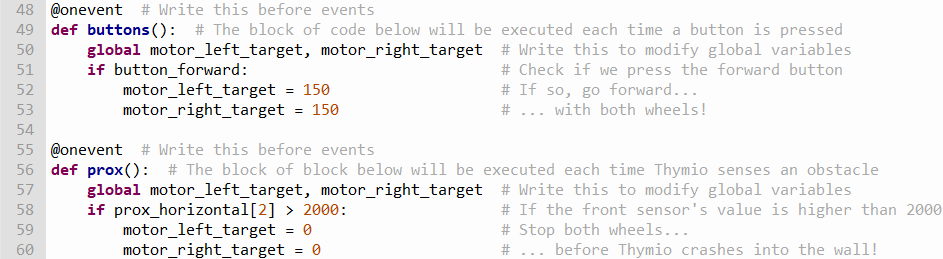 48 @onevent  # Write this before events
49 def buttons():  # The block of code below will be executed each time a button is pressed
50     global motor_left_target, motor_right_target  # Write this to modify global variables
51     if button_forward:                            # Check if we press the forward button
52         motor_left_target = 150                   # If so, go forward...
53         motor_right_target = 150                  # ... with both wheels!
54
55 @onevent  # Write this before events
56 def prox():  # The block of block below will be executed each time Thymio senses an obstacle
57     global motor_left_target, motor_right_target  # Write this to modify global variables
58     if prox_horizontal[2] > 2000:                 # If the front sensor's value is higher than 2000
59         motor_left_target = 0                     # Stop both wheels...
60         motor_right_target = 0                    # ... before Thymio crashes into the wall!